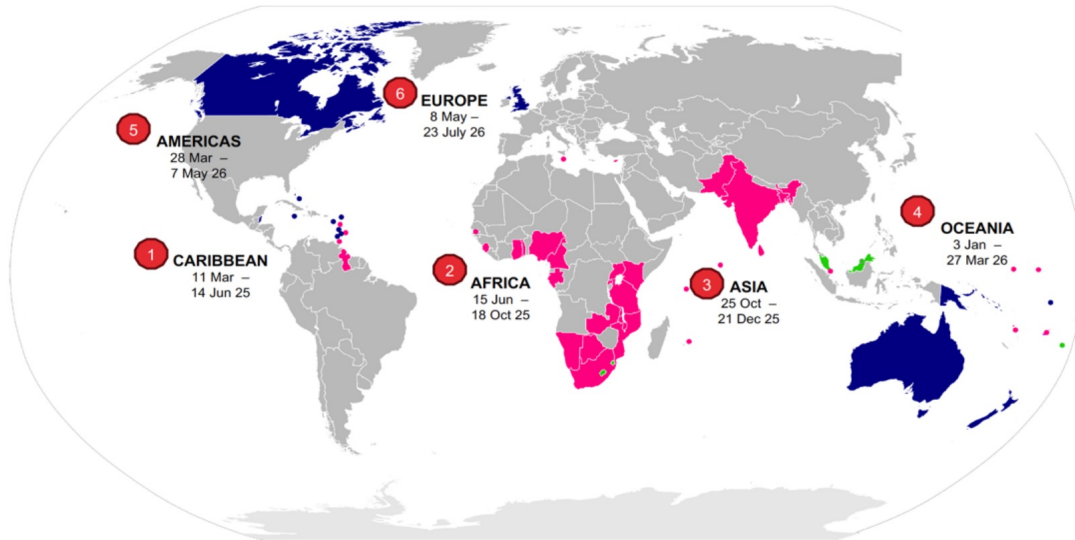 6
EUROPE
8 May –
23 July 26
5
AMERICAS
28 Mar –
7 May 26
4
OCEANIA
3 Jan –
27 Mar 26
1
CARIBBEAN
11 Mar –
14 Jun 25
2
AFRICA
15 Jun –
18 Oct 25
3
ASIA
25 Oct –
21 Dec 25